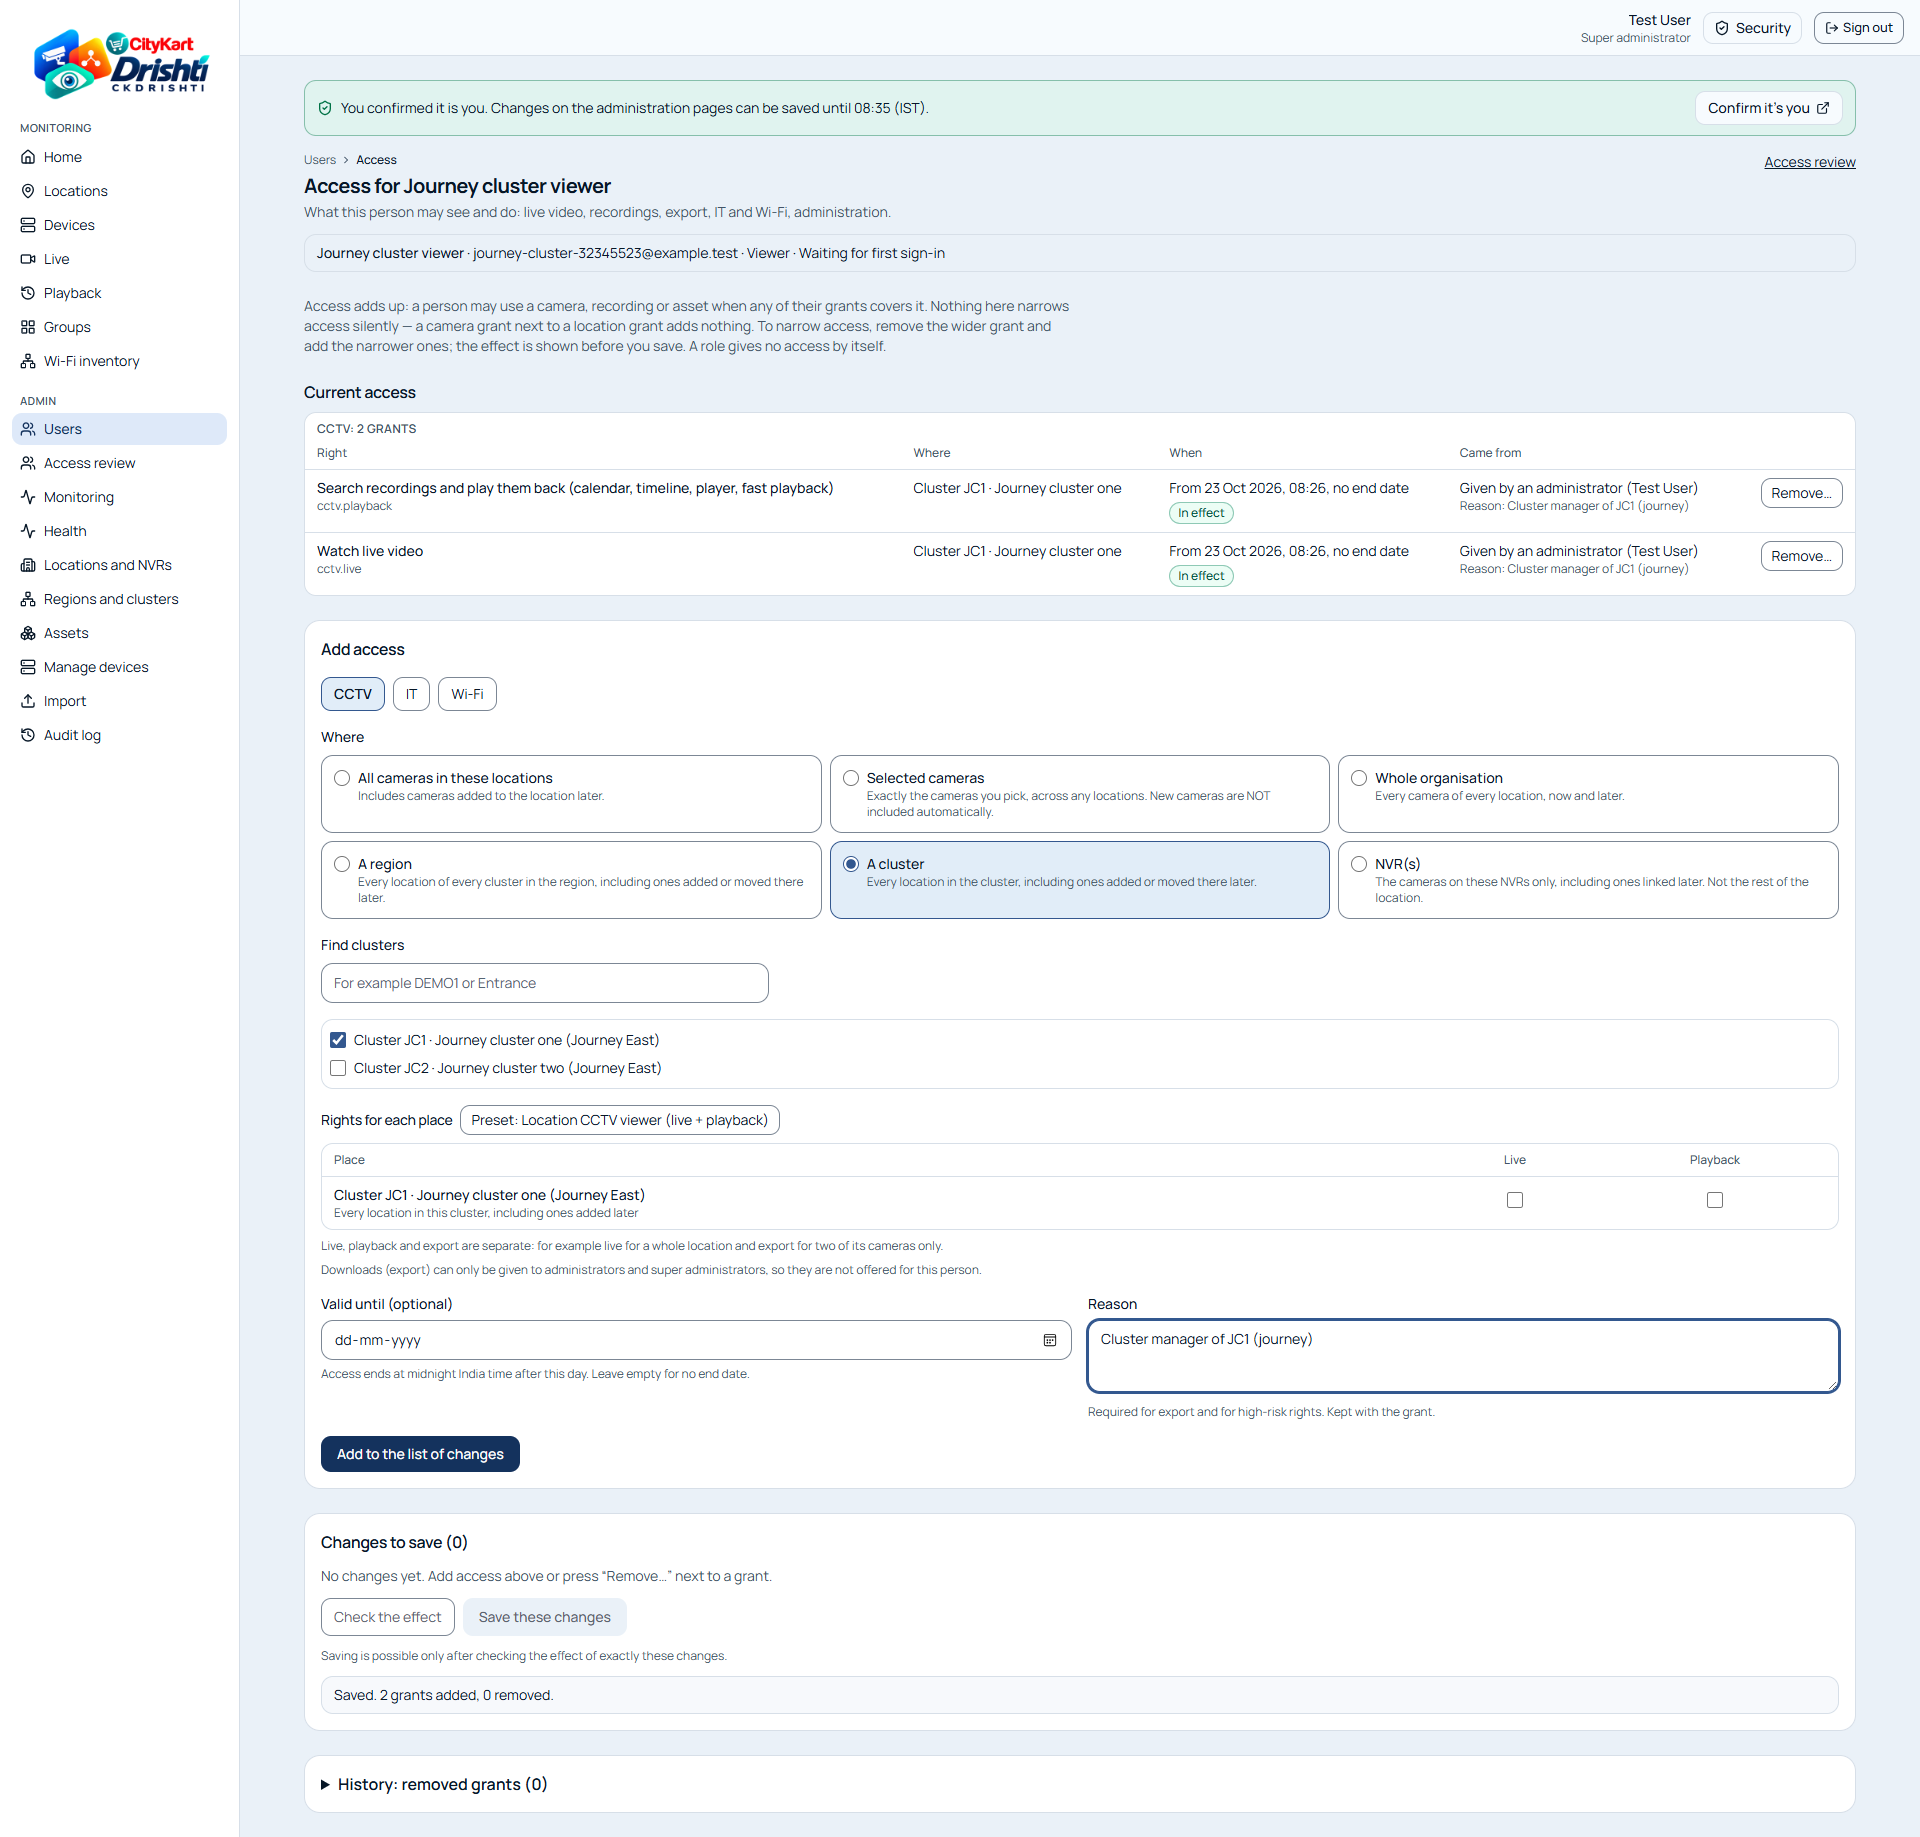 CityKart
Drishti
CKDRISHTI
MONITORING
Home
Locations
Devices
Live
Playback
Groups
Wi-Fi inventory
ADMIN
Users
Access review
Monitoring
Health
Locations and NVRs
Regions and clusters
Assets
Manage devices
Import
Audit log
Test User
Super administrator
Security
Sign out
You confirmed it is you. Changes on the administration pages can be saved until 08:35 (IST).
Confirm it's you
Users > Access
Access review
Access for Journey cluster viewer
What this person may see and do: live video, recordings, export, IT and Wi-Fi, administration.
Journey cluster viewer · journey-cluster-32345523@example.test · Viewer · Waiting for first sign-in
Access adds up: a person may use a camera, recording or asset when any of their grants covers it. Nothing here narrows
access silently — a camera grant next to a location grant adds nothing. To narrow access, remove the wider grant and
add the narrower ones; the effect is shown before you save. A role gives no access by itself.
Current access
CCTV: 2 GRANTS
Right Where When Came from
Search recordings and play them back (calendar, timeline, player, fast playback) Cluster JC1 · Journey cluster one From 23 Oct 2026, 08:26, no end date Given by an administrator (Test User) Remove...
cctv.playback In effect Reason: Cluster manager of JC1 (journey)
Watch live video Cluster JC1 · Journey cluster one From 23 Oct 2026, 08:26, no end date Given by an administrator (Test User) Remove...
cctv.live In effect Reason: Cluster manager of JC1 (journey)
Add access
CCTV IT Wi-Fi
Where
All cameras in these locations
Includes cameras added to the location later.
Selected cameras
Exactly the cameras you pick, across any locations. New cameras are NOT
included automatically.
Whole organisation
Every camera of every location, now and later.
A region
Every location of every cluster in the region, including ones added or moved there
later.
A cluster
Every location in the cluster, including ones added or moved there later.
NVR(s)
The cameras on these NVRs only, including ones linked later. Not the rest of the
location.
Find clusters
For example DEMO1 or Entrance
Cluster JC1 · Journey cluster one (Journey East)
Cluster JC2 · Journey cluster two (Journey East)
Rights for each place Preset: Location CCTV viewer (live + playback)
Place Live Playback
Cluster JC1 · Journey cluster one (Journey East)
Every location in this cluster, including ones added later
Live, playback and export are separate: for example live for a whole location and export for two of its cameras only.
Downloads (export) can only be given to administrators and super administrators, so they are not offered for this person.
Valid until (optional)
dd-mm-yyyy
Access ends at midnight India time after this day. Leave empty for no end date.
Reason
Cluster manager of JC1 (journey)
Required for export and for high-risk rights. Kept with the grant.
Add to the list of changes
Changes to save (0)
No changes yet. Add access above or press “Remove...” next to a grant.
Check the effect Save these changes
Saving is possible only after checking the effect of exactly these changes.
Saved. 2 grants added, 0 removed.
History: removed grants (0)